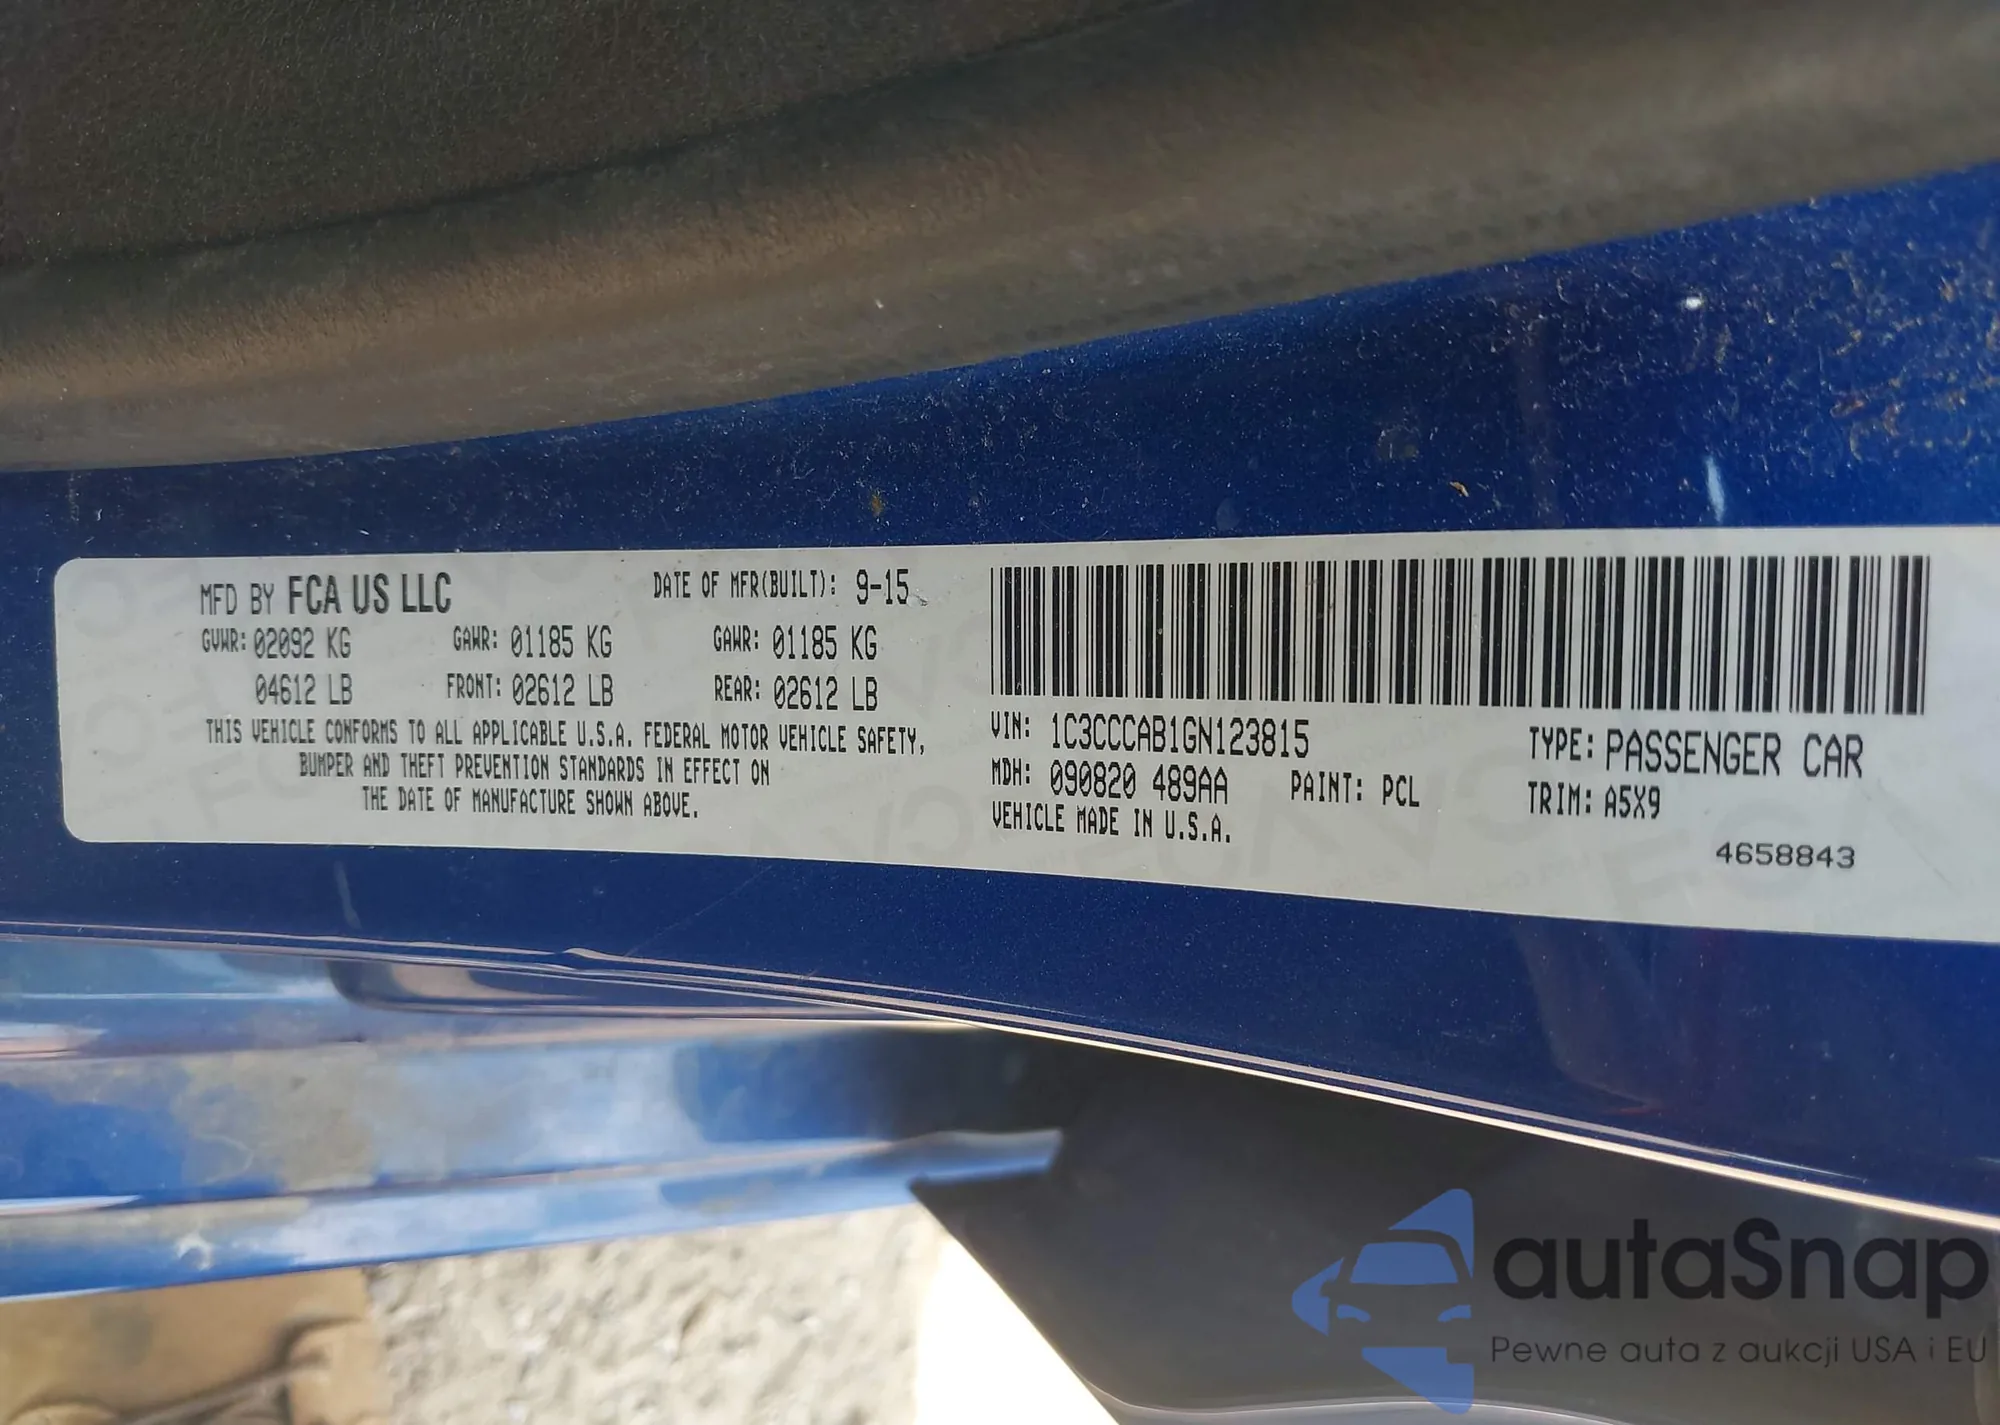 MFD BY FCA US LLC DATE OF MFR(BUILT): 9-15
GVWR: 02092 KG GAWR: 01185 KG GAWR: 01185 KG
04612 LB FRONT: 02612 LB REAR: 02612 LB
THIS VEHICLE CONFORMS TO ALL APPLICABLE U.S.A. FEDERAL MOTOR VEHICLE SAFETY,
BUMPER AND THEFT PREVENTION STANDARDS IN EFFECT ON
THE DATE OF MANUFACTURE SHOWN ABOVE.
VIN: 1C3CCCAB1GN123815 TYPE: PASSENGER CAR
MDH: 090820 489AA PAINT: PCL TRIM: A5X9
VEHICLE MADE IN U.S.A.
4658843
autaSnap
Pewne auta z aukcji USA i EU